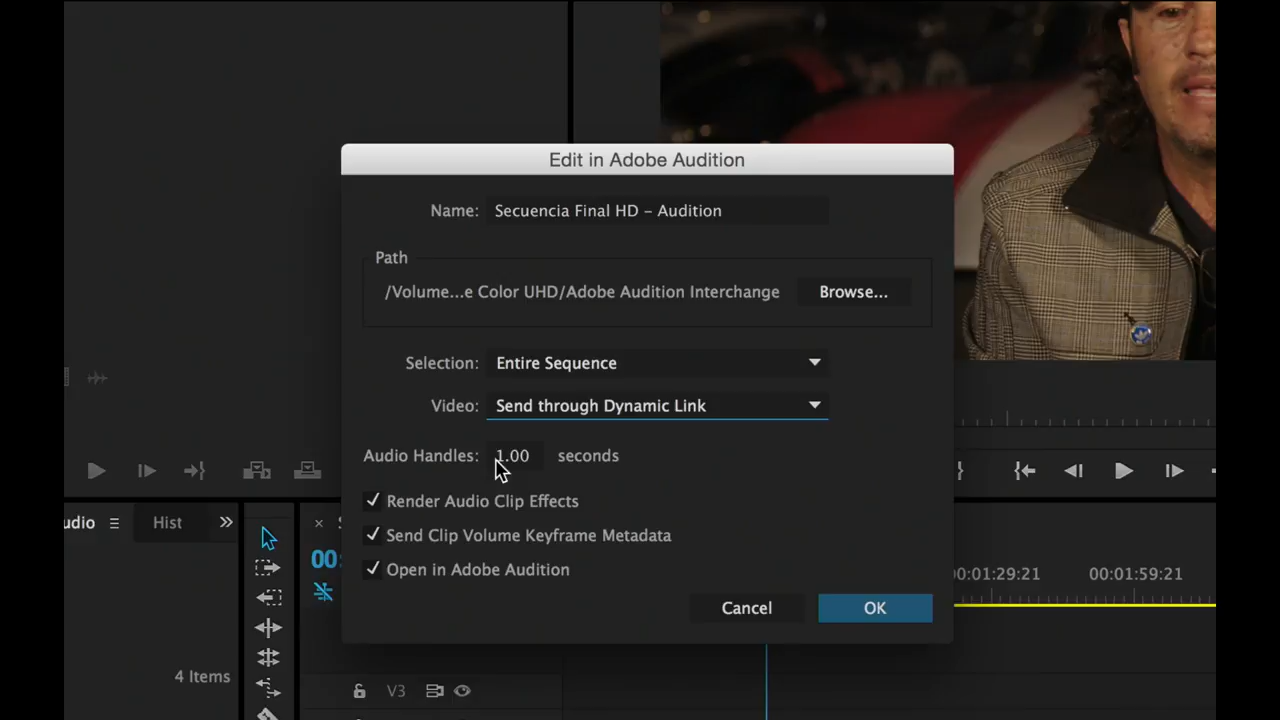 Edit in Adobe Audition
Name: Secuencia Final HD – Audition
Path
/Volume...e Color UHD/Adobe Audition Interchange Browse...
Selection: Entire Sequence
Video: Send through Dynamic Link
Audio Handles: 1.00 seconds
Render Audio Clip Effects
Send Clip Volume Keyframe Metadata
Open in Adobe Audition
Cancel OK
udio Hist
00:
0:01:29:21 00:01:59:21
4 Items
V3